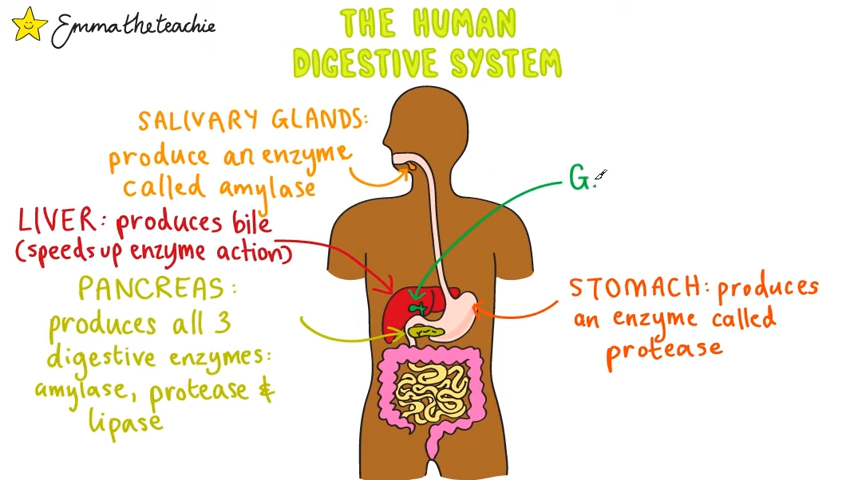 Emmatheteachie
THE HUMAN
DIGESTIVE SYSTEM
SALIVARY GLANDS:
produce an enzyme
called amylase
LIVER: produces bile
(speeds up enzyme action)
PANCREAS:
produces all 3
digestive enzymes:
amylase, protease &
lipase
G
STOMACH: produces
an enzyme called
protease